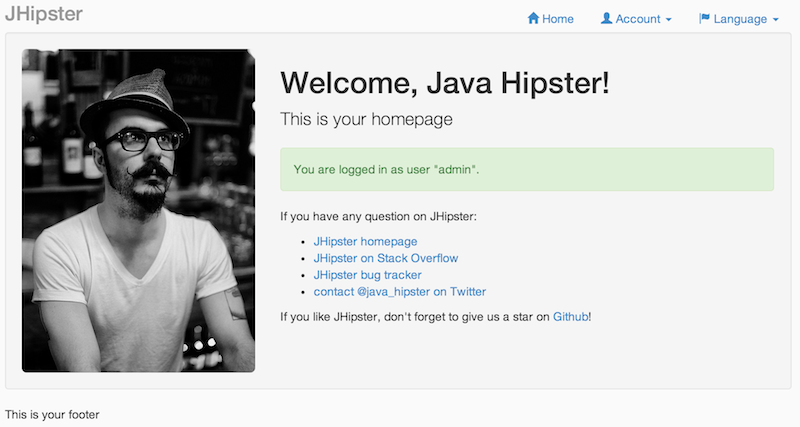 JHipster
Home Account Language
Welcome, Java Hipster!
This is your homepage
You are logged in as user "admin".
If you have any question on JHipster:
JHipster homepage
JHipster on Stack Overflow
JHipster bug tracker
contact @java_hipster on Twitter
If you like JHipster, don't forget to give us a star on Github!
This is your footer